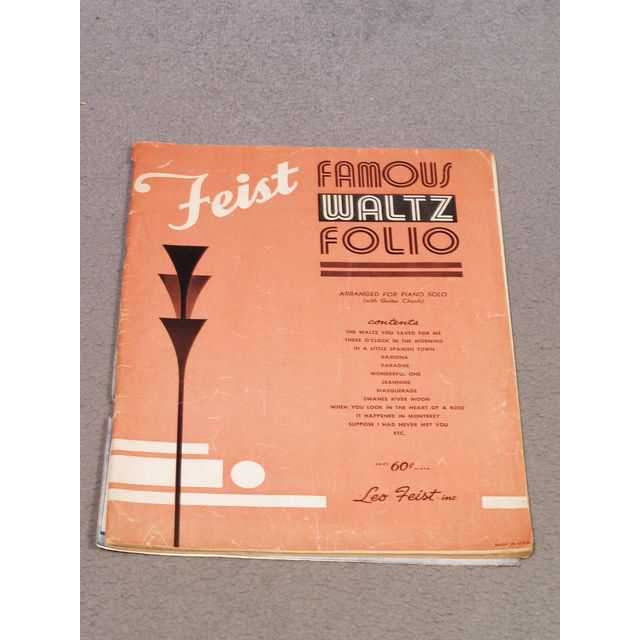 Feist
FAMOUS
WALTZ
FOLIO
ARRANGED FOR PIANO SOLO
(with Guitar Chords)
contents
THE WALTZ YOU SAVED FOR ME
THREE O'CLOCK IN THE MORNING
IN A LITTLE SPANISH TOWN
RAMONA
PARADISE
WONDERFUL ONE
JEANNINE
MASQUERADE
SWANEE RIVER MOON
WHEN YOU LOOK IN THE HEART OF A ROSE
IT HAPPENED IN MONTEREY
SUPPOSE I HAD NEVER MET YOU
ETC.
60¢
Leo Feist inc
MADE IN U.S.A.